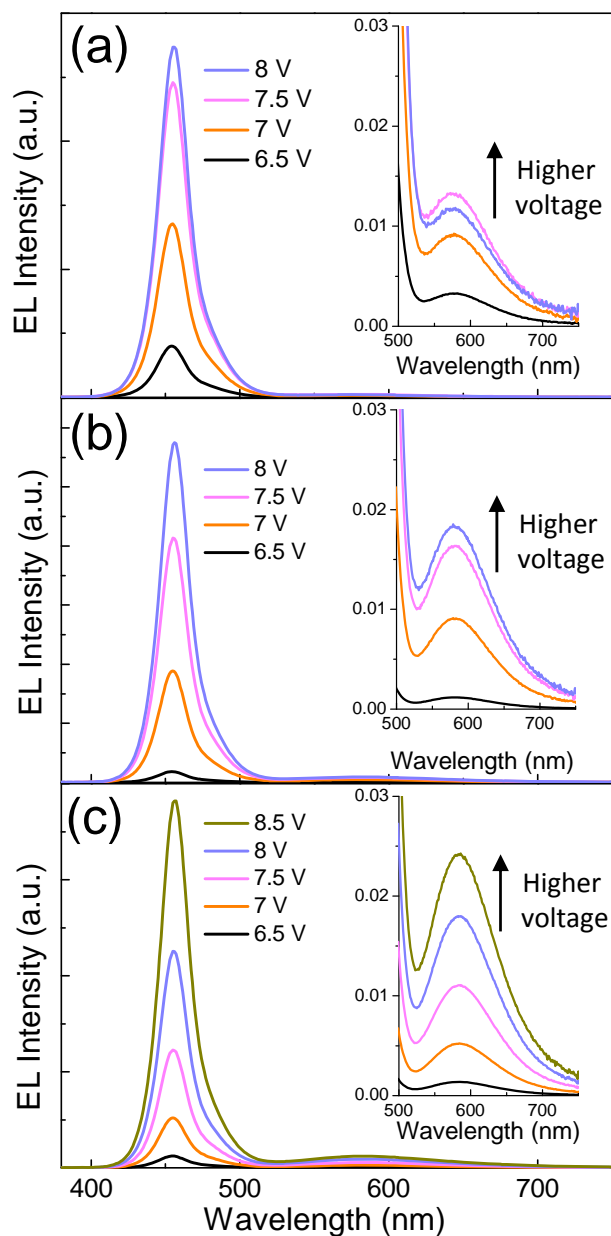 (a)
EL Intensity (a.u.)
8 V
7.5 V
7 V
6.5 V
0.03
0.02
0.01
0.00
Higher
voltage
500 600 700
Wavelength (nm)
(b)
EL Intensity (a.u.)
8 V
7.5 V
7 V
6.5 V
0.03
0.02
0.01
0.00
Higher
voltage
500 600 700
Wavelength (nm)
(c)
EL Intensity (a.u.)
8.5 V
8 V
7.5 V
7 V
6.5 V
0.03
0.02
0.01
0.00
Higher
voltage
500 600 700
Wavelength (nm)
400 500 600 700
Wavelength (nm)